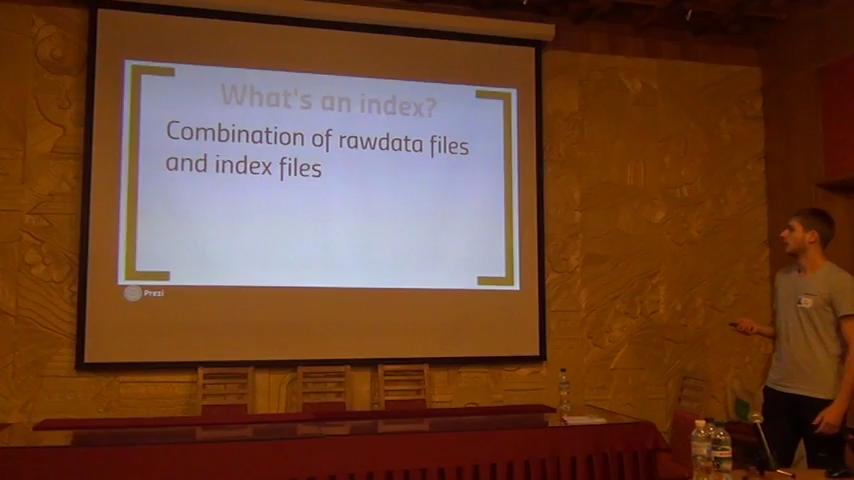 What's an index?
Combination of rawdata files
and index files
Prezi